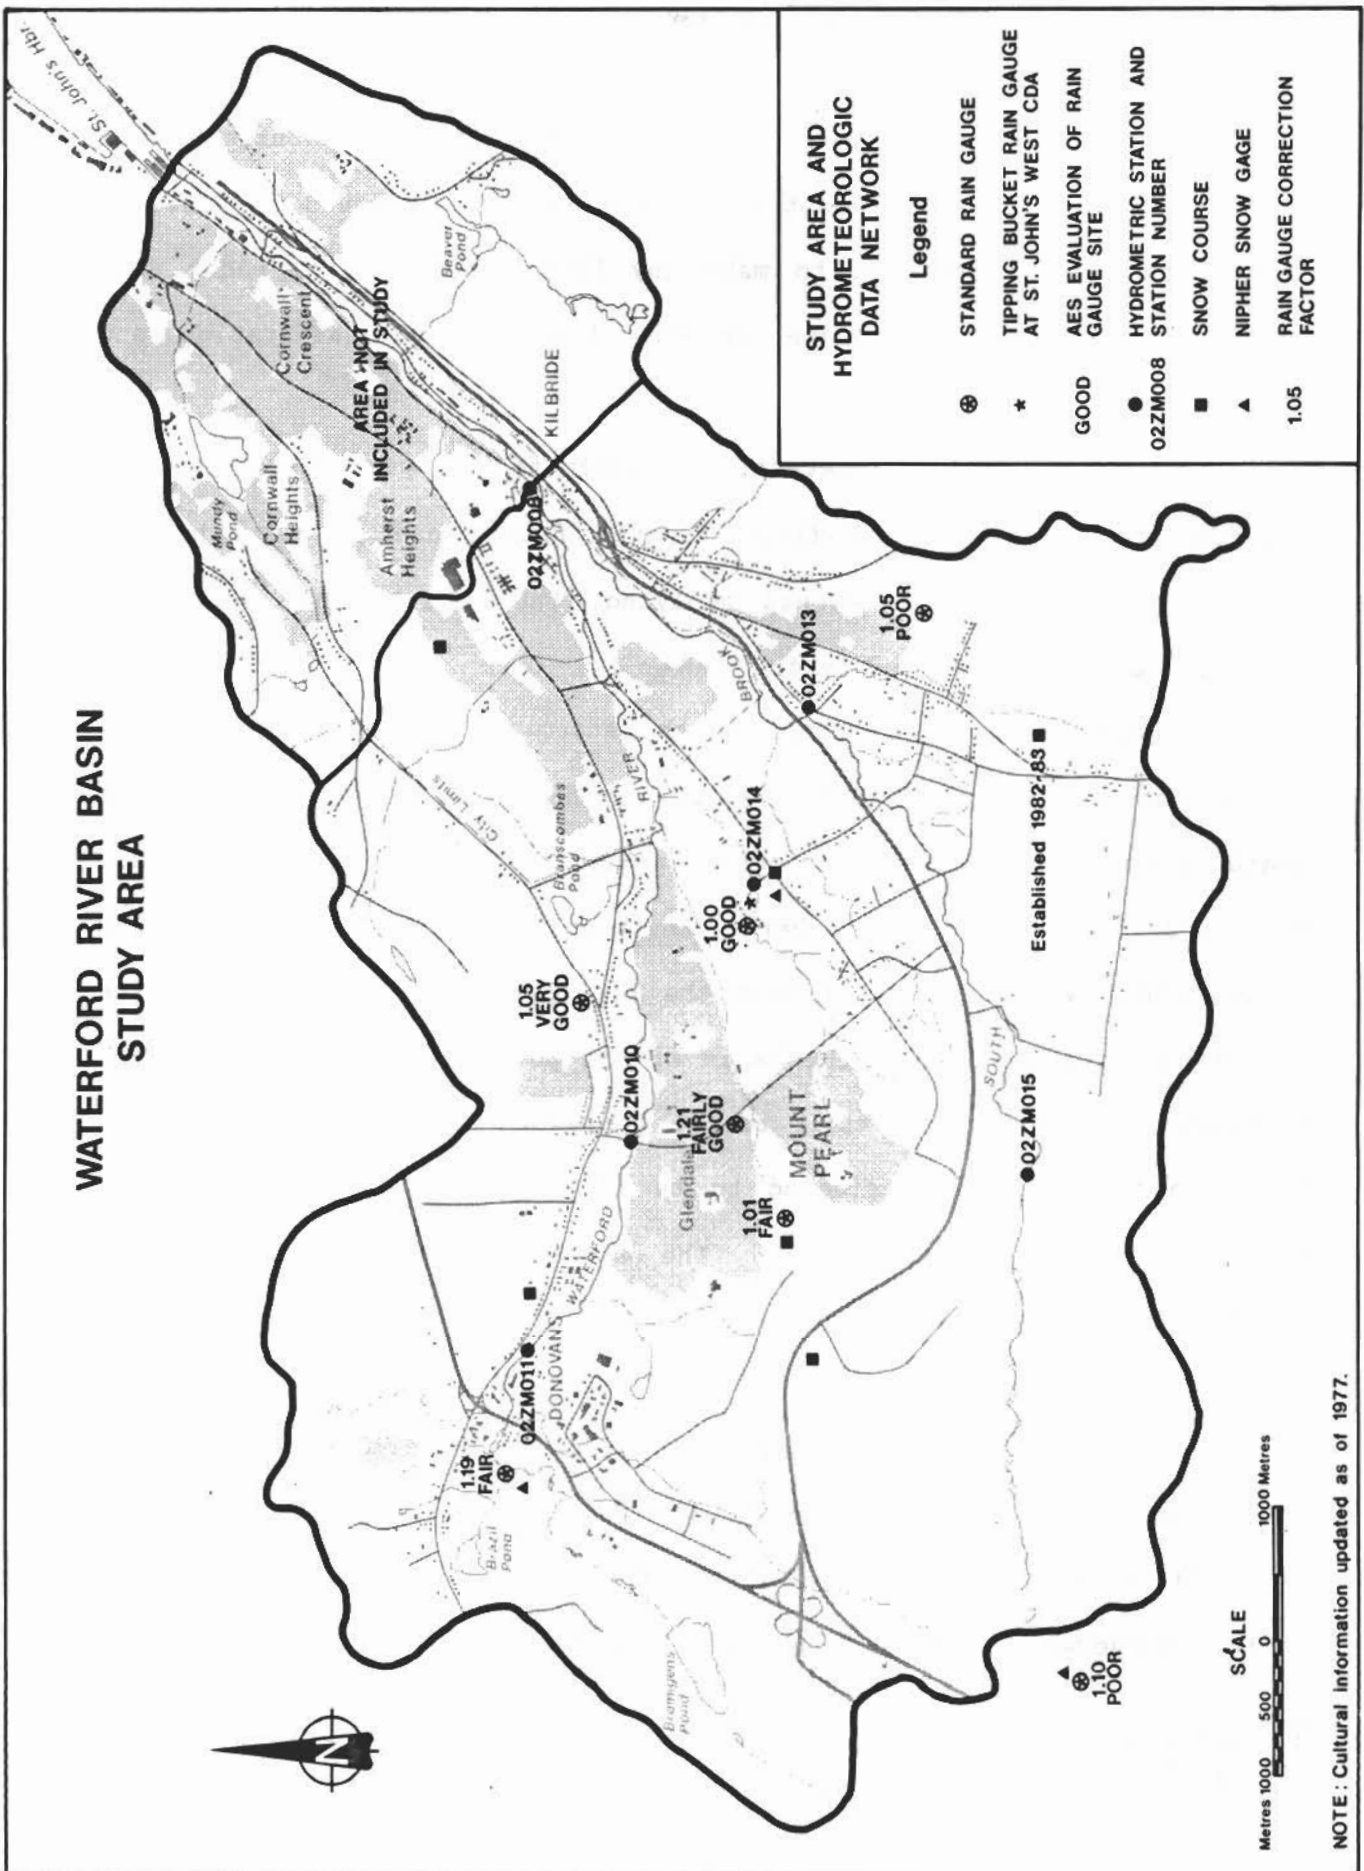 WATERFORD RIVER BASIN
STUDY AREA
N
St. John's Hbr.
Mundy
Pond
Cornwall
Heights
Cornwall
Crescent
AREA NOT
INCLUDED IN STUDY
Amherst
Heights
Beaver
Pond
KILBRIDE
02ZM008
City Limits
Branscombes
Pond
RIVER
BROOK
02ZM013
1.05
POOR
02ZM014
1.00
GOOD
1.05
VERY
GOOD
02ZM010
1.21
FAIRLY
GOOD
Glendale
MOUNT
PEARL
1.01
FAIR
WATERFORD
DONOVANS
02ZM011
1.19
FAIR
Brazil
Pond
Bramigens
Pond
SOUTH
02ZM015
Established 1982-83
1.10
POOR
STUDY AREA AND
HYDROMETEOROLOGIC
DATA NETWORK
Legend
STANDARD RAIN GAUGE
TIPPING BUCKET RAIN GAUGE
AT ST. JOHN'S WEST CDA
GOOD AES EVALUATION OF RAIN
GAUGE SITE
HYDROMETRIC STATION AND
02ZM008 STATION NUMBER
SNOW COURSE
NIPHER SNOW GAGE
1.05 RAIN GAUGE CORRECTION
FACTOR
SCALE
Metres 1000 500 0 1000 Metres
NOTE : Cultural information updated as of 1977.